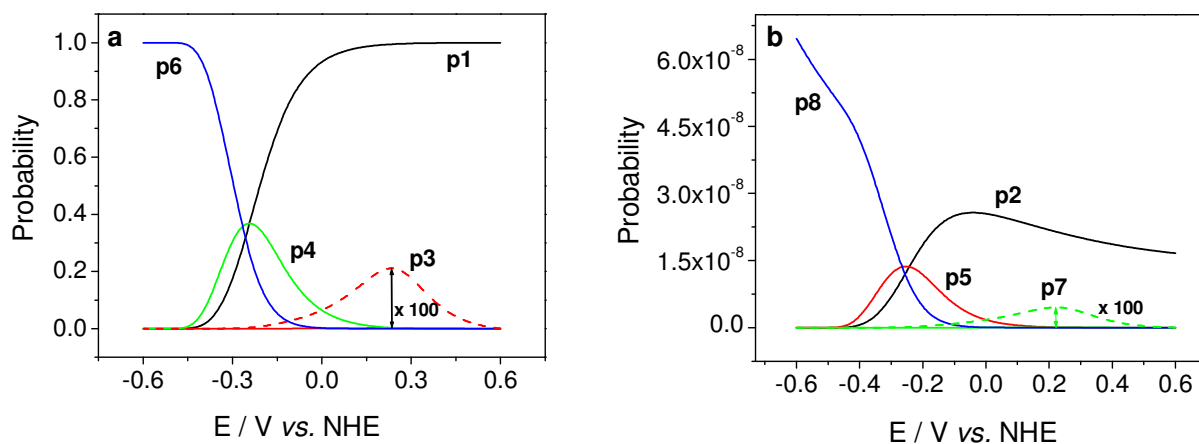 a
p6
p1
p4
p3
x 100
1.0
0.8
0.6
0.4
0.2
0.0
Probability
-0.6
-0.3
0.0
0.3
0.6
E / V vs. NHE
b
p8
p2
p5
p7
x 100
6.0x10-8
4.5x10-8
3.0x10-8
1.5x10-8
0.0
Probability
-0.6
-0.4
-0.2
0.0
0.2
0.4
0.6
E / V vs. NHE